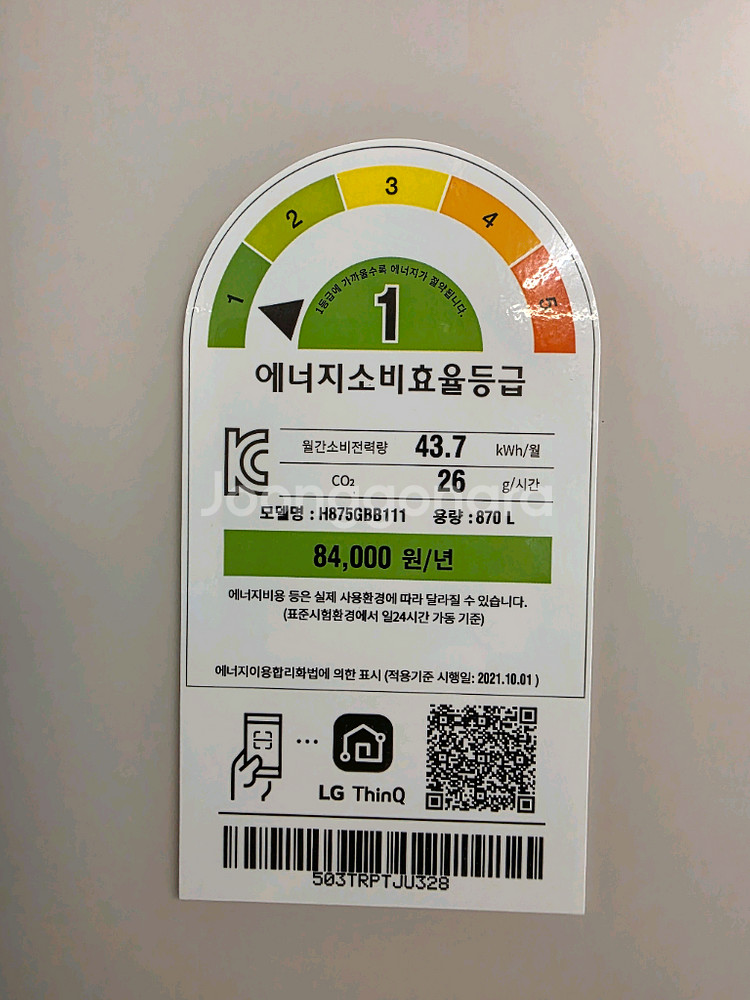 1 2 3 4 5
1등급에 가까울수록 에너지가 절약됩니다.
1
에너지소비효율등급
월간소비전력량 43.7 kWh/월
CO₂ 26 g/시간
Joonggonara
모델명 : H875GBB111 용량 : 870 L
84,000 원/년
에너지비용 등은 실제 사용환경에 따라 달라질 수 있습니다.
(표준시험환경에서 일24시간 가동 기준)
에너지이용합리화법에 의한 표시 (적용기준 시행일: 2021.10.01 )
LG ThinQ
503TRPTJU328